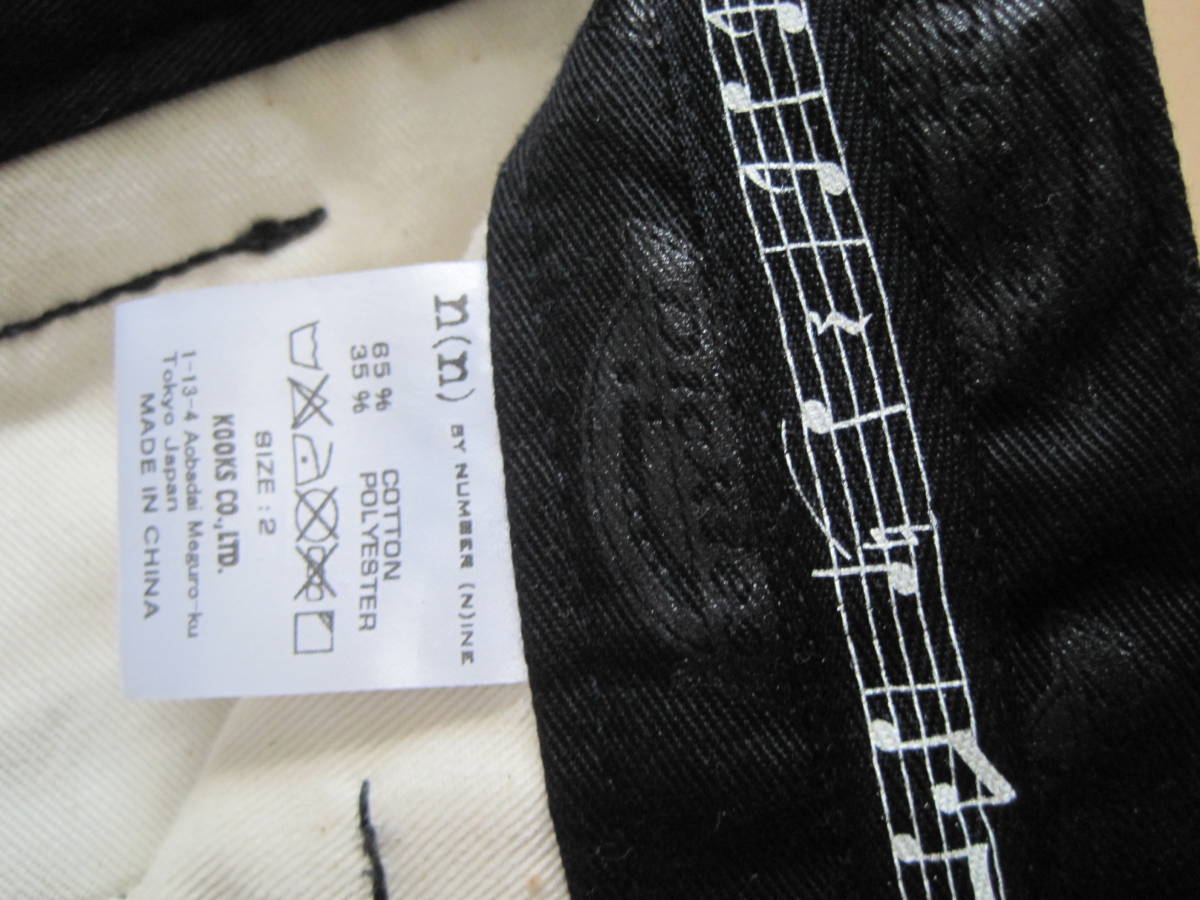 n(n) BY NUMBER (N)INE
65 % COTTON
35 % POLYESTER
SIZE : 2
KOOKS CO.,LTD.
1-13-4 Aobadai Meguro-ku
Tokyo Japan
MADE IN CHINA